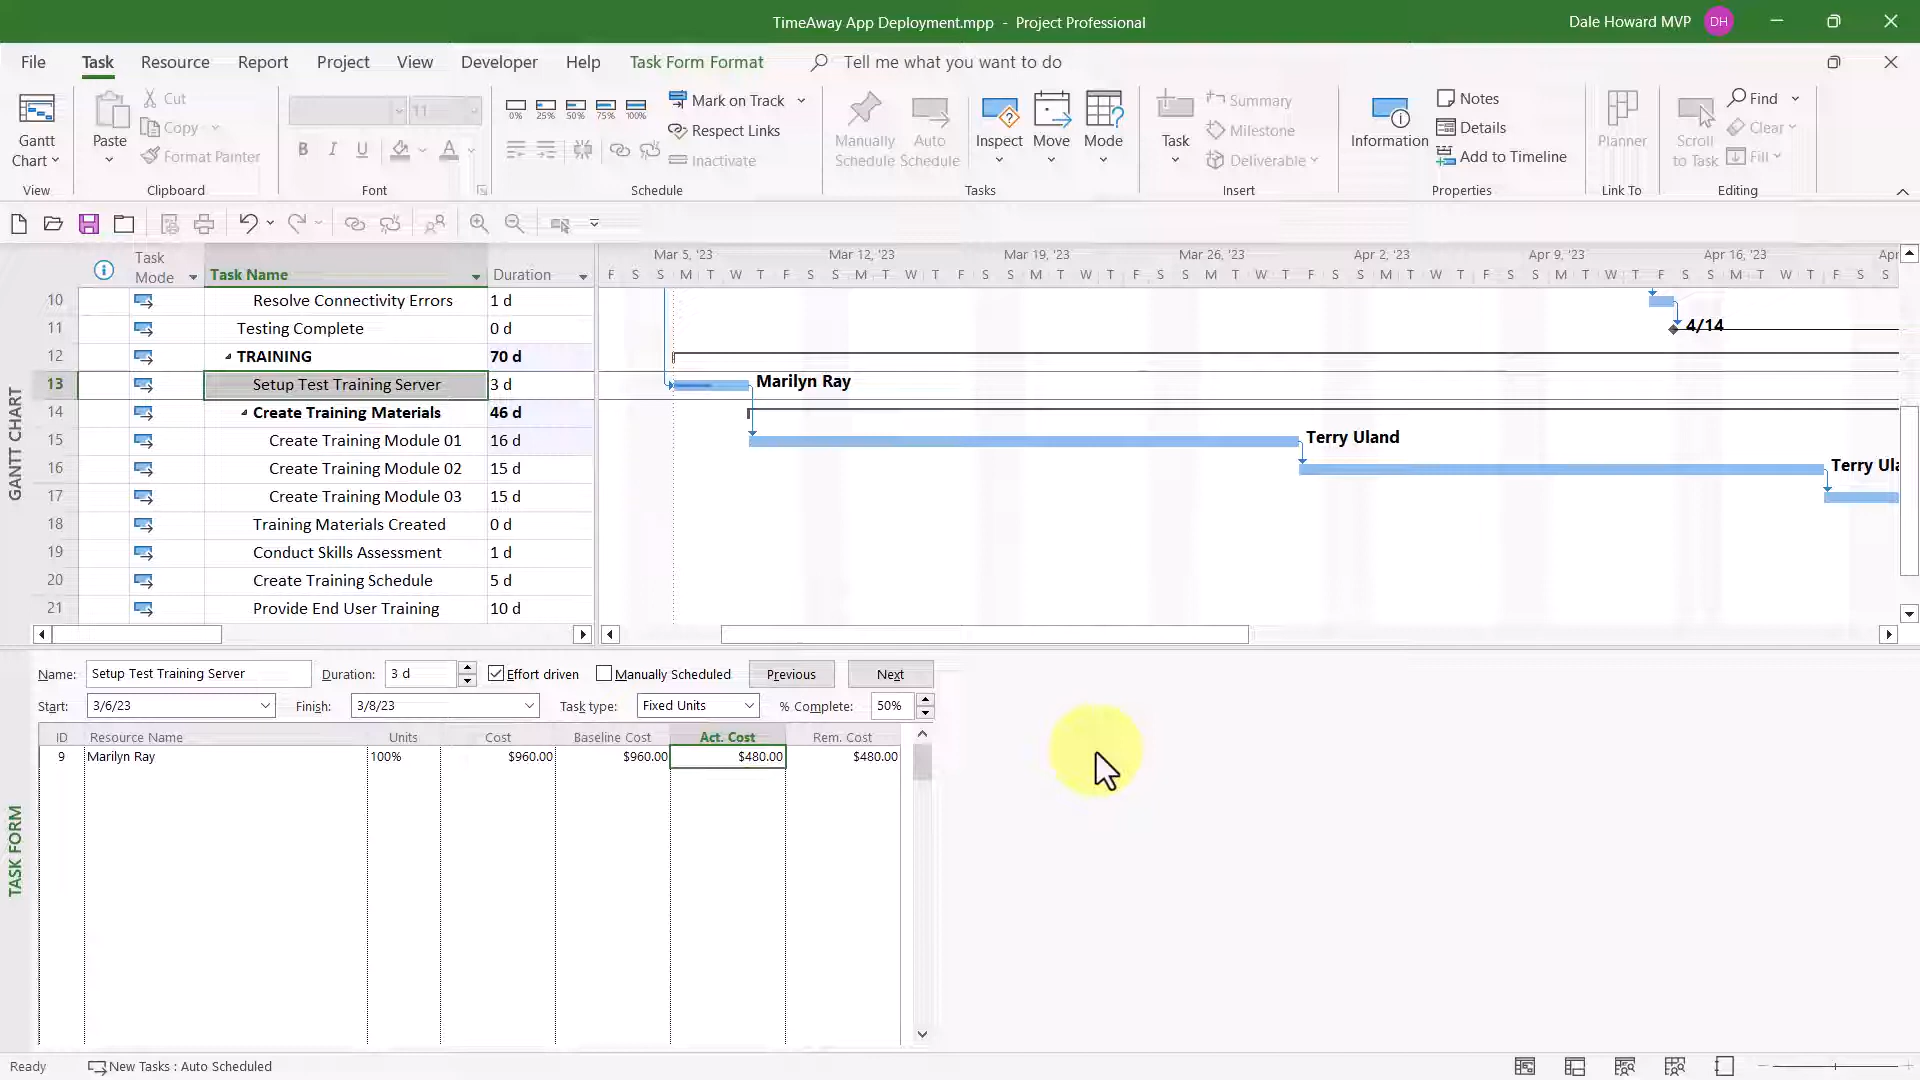 TimeAway App Deployment.mpp - Project Professional
Dale Howard MVP DH
File Task Resource Report Project View Developer Help Task Form Format Tell me what you want to do
Gantt Chart
View
Paste
Cut
Copy
Format Painter
Clipboard
11
B I U A
Font
0% 25% 50% 75% 100%
Mark on Track
Respect Links
Inactivate
Schedule
Manually Schedule
Auto Schedule
Inspect
Move
Mode
Tasks
Task
Summary
Milestone
Deliverable
Insert
Information
Notes
Details
Add to Timeline
Properties
Planner
Link To
Scroll to Task
Find
Clear
Fill
Editing
GANTT CHART
Task Mode Task Name Duration
Mar 5, '23 Mar 12, '23 Mar 19, '23 Mar 26, '23 Apr 2, '23 Apr 9, '23 Apr 16, '23 Apr
F S S M T W T F S S M T W T F S S M T W T F S S M T W T F S S M T W T F S S M T W T F S S M T W T F S S
10 Resolve Connectivity Errors 1 d
11 Testing Complete 0 d 4/14
12 TRAINING 70 d
13 Setup Test Training Server 3 d Marilyn Ray
14 Create Training Materials 46 d
15 Create Training Module 01 16 d Terry Uland
16 Create Training Module 02 15 d Terry Ula
17 Create Training Module 03 15 d
18 Training Materials Created 0 d
19 Conduct Skills Assessment 1 d
20 Create Training Schedule 5 d
21 Provide End User Training 10 d
TASK FORM
Name: Setup Test Training Server Duration: 3 d Effort driven Manually Scheduled Previous Next
Start: 3/6/23 Finish: 3/8/23 Task type: Fixed Units % Complete: 50%
ID Resource Name Units Cost Baseline Cost Act. Cost Rem. Cost
9 Marilyn Ray 100% $960.00 $960.00 $480.00 $480.00
Ready New Tasks : Auto Scheduled